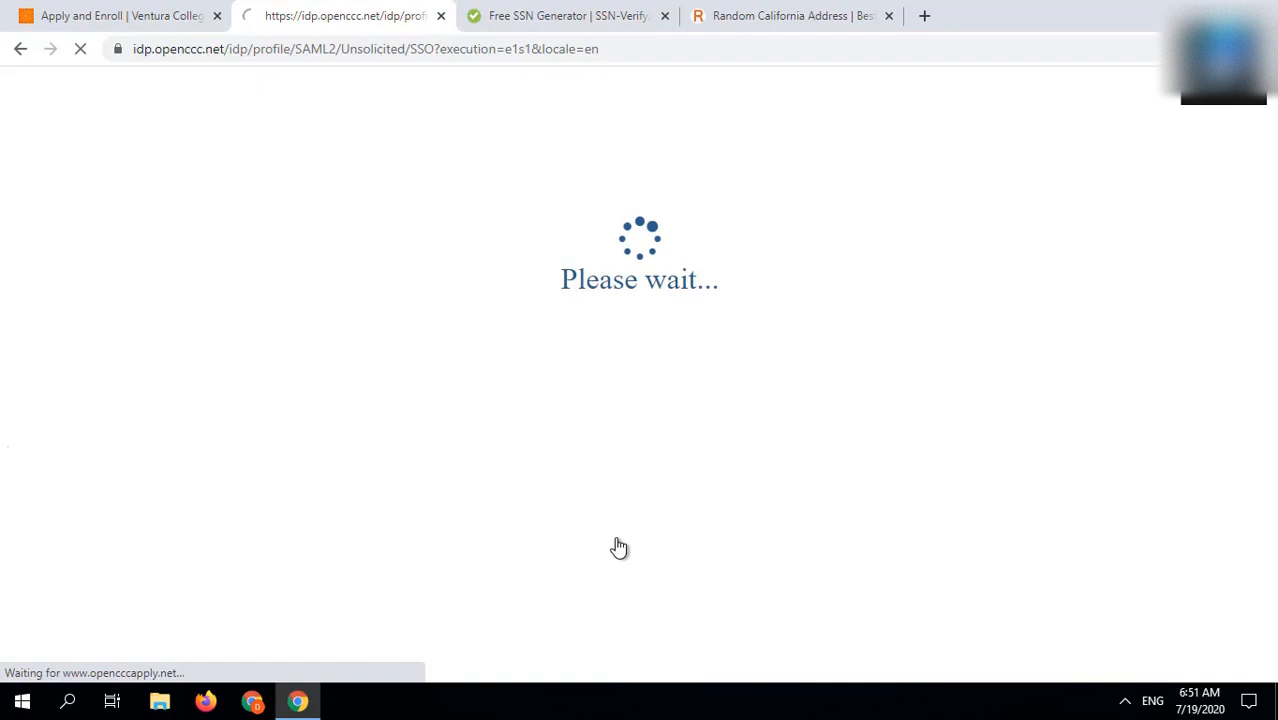 Apply and Enroll | Ventura Colleg
https://idp.openccc.net/idp/profi
Free SSN Generator | SSN-Verify.
Random California Address | Best
idp.openccc.net/idp/profile/SAML2/Unsolicited/SSO?execution=e1s1&locale=en
Please wait...
Waiting for www.opencccapply.net...
ENG
6:51 AM
7/19/2020